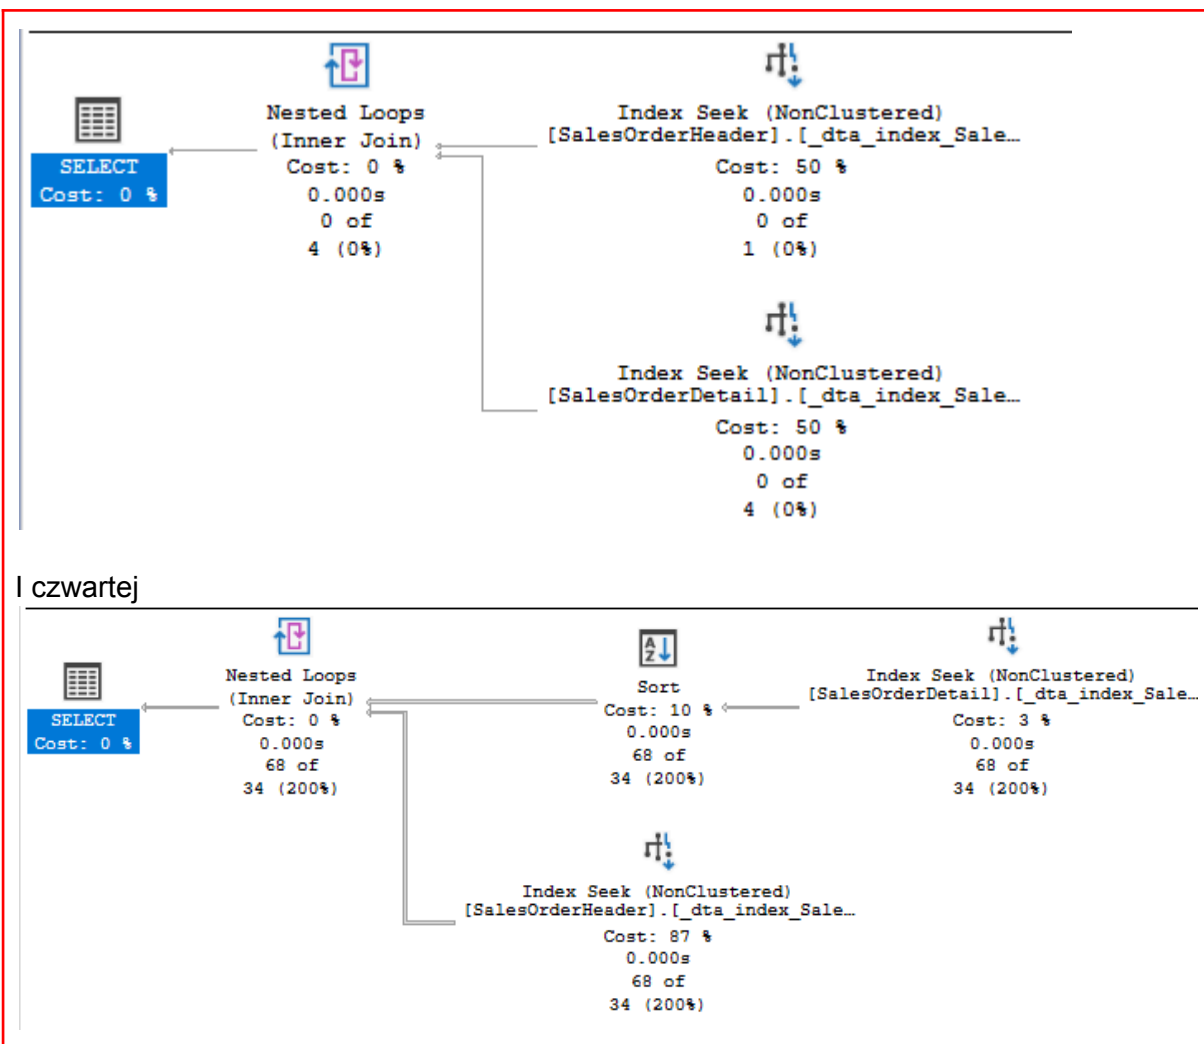 Nested Loops
(Inner Join)
Cost: 0 %
0.000s
0 of
4 (0%)
SELECT
Cost: 0 %
Index Seek (NonClustered)
[SalesOrderHeader].[_dta_index_Sale…
Cost: 50 %
0.000s
0 of
1 (0%)
Index Seek (NonClustered)
[SalesOrderDetail].[_dta_index_Sale…
Cost: 50 %
0.000s
0 of
4 (0%)
I czwartej
SELECT
Cost: 0 %
Nested Loops
(Inner Join)
Cost: 0 %
0.000s
68 of
34 (200%)
Sort
Cost: 10 %
0.000s
68 of
34 (200%)
Index Seek (NonClustered)
[SalesOrderDetail].[_dta_index_Sale…
Cost: 3 %
0.000s
68 of
34 (200%)
Index Seek (NonClustered)
[SalesOrderHeader].[_dta_index_Sale…
Cost: 87 %
0.000s
68 of
34 (200%)